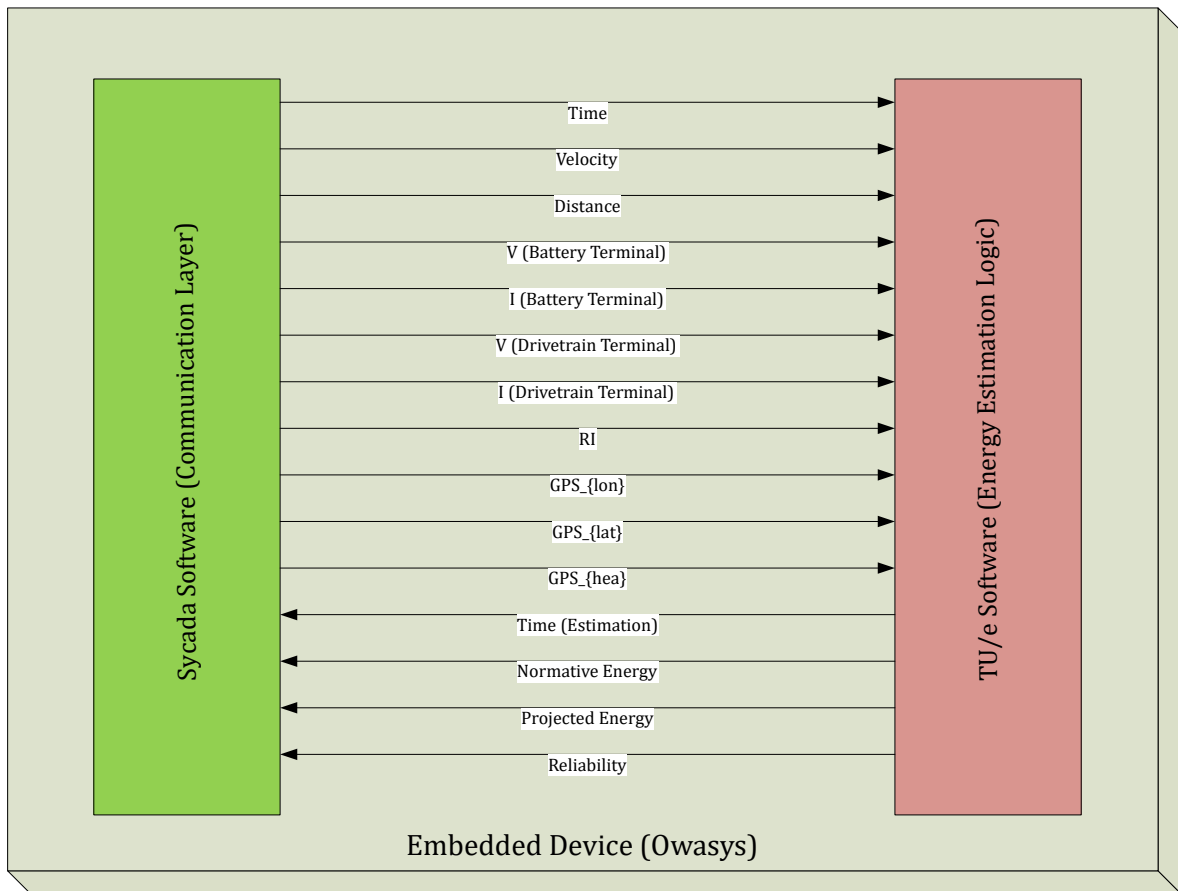 Sycada Software (Communication Layer)
Time
Velocity
Distance
V (Battery Terminal)
I (Battery Terminal)
V (Drivetrain Terminal)
I (Drivetrain Terminal)
RI
GPS_{lon}
GPS_{lat}
GPS_{hea}
Time (Estimation)
Normative Energy
Projected Energy
Reliability
TU/e Software (Energy Estimation Logic)
Embedded Device (Owasys)